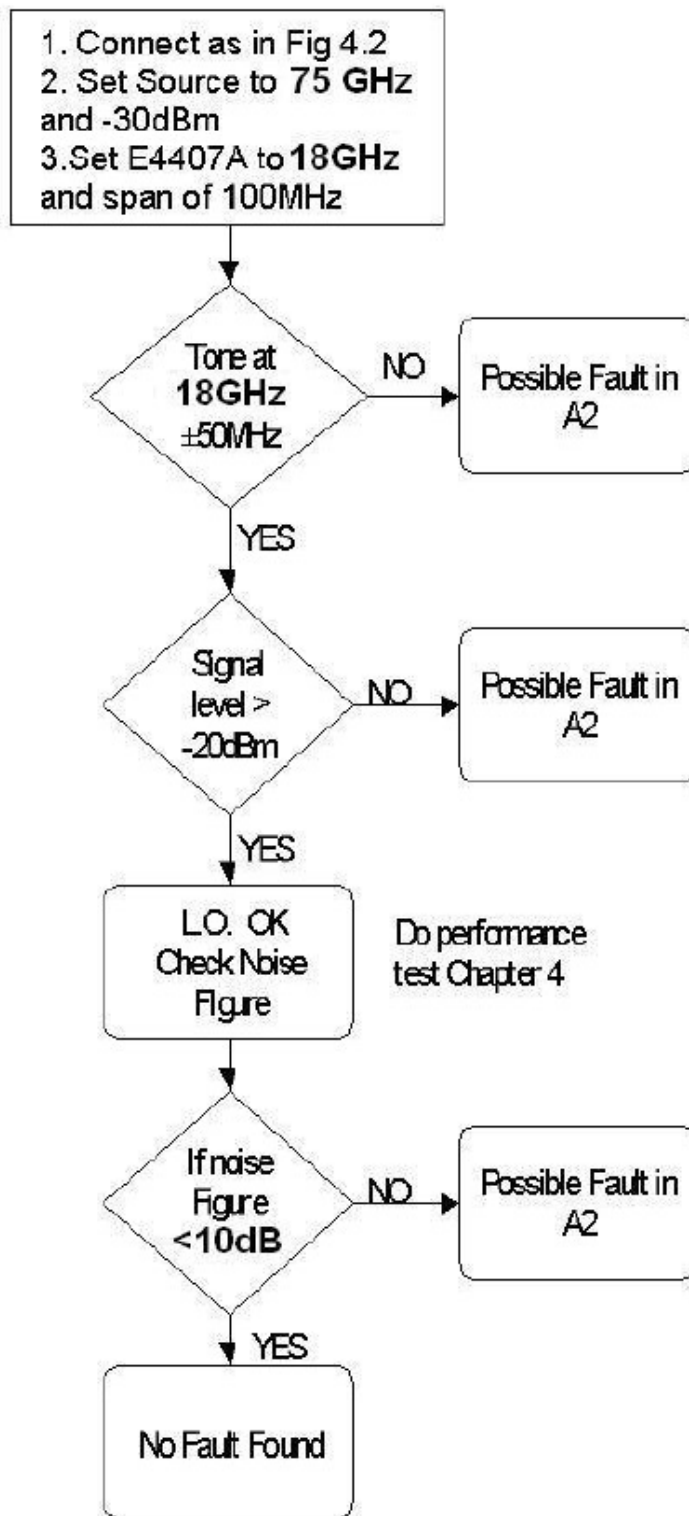 1. Connect as in Fig 4.2
2. Set Source to 75 GHz
and -30dBm
3.Set E4407A to 18GHz
and span of 100MHz
Tone at
18GHz
±50MHz
NO
Possible Fault in
A2
YES
Signal
level >
-20dBm
NO
Possible Fault in
A2
YES
L.O. OK
Check Noise
Figure
Do performance
test Chapter 4
If noise
Figure
<10dB
NO
Possible Fault in
A2
YES
No Fault Found